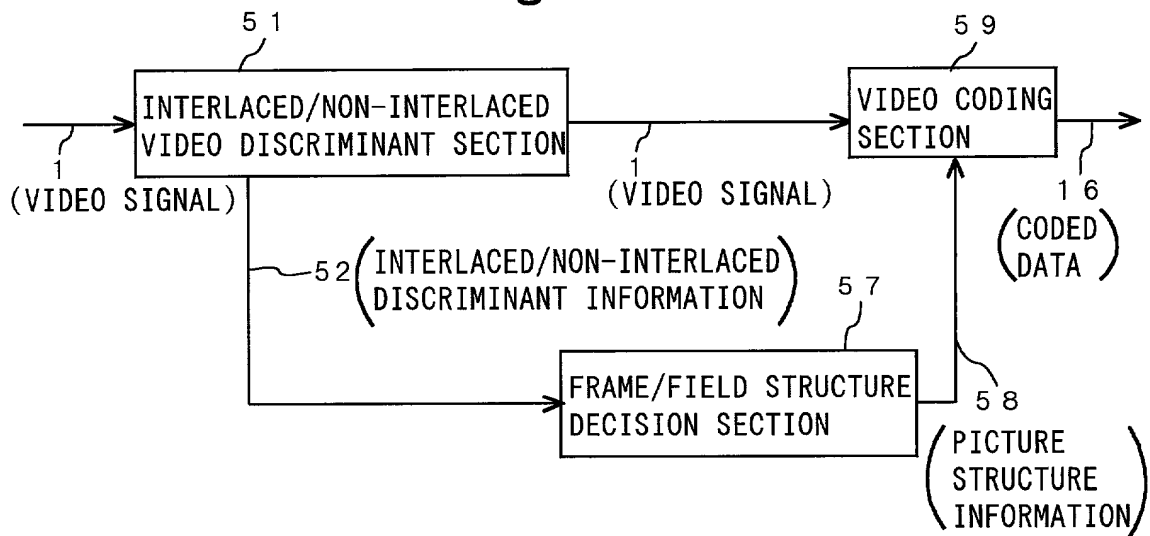 g
51
INTERLACED/NON-INTERLACED
VIDEO DISCRIMINANT SECTION
1
(VIDEO SIGNAL)
1
(VIDEO SIGNAL)
59
VIDEO CODING
SECTION
16
(CODED
DATA)
52
(INTERLACED/NON-INTERLACED
DISCRIMINANT INFORMATION)
57
FRAME/FIELD STRUCTURE
DECISION SECTION
58
(PICTURE
STRUCTURE
INFORMATION)